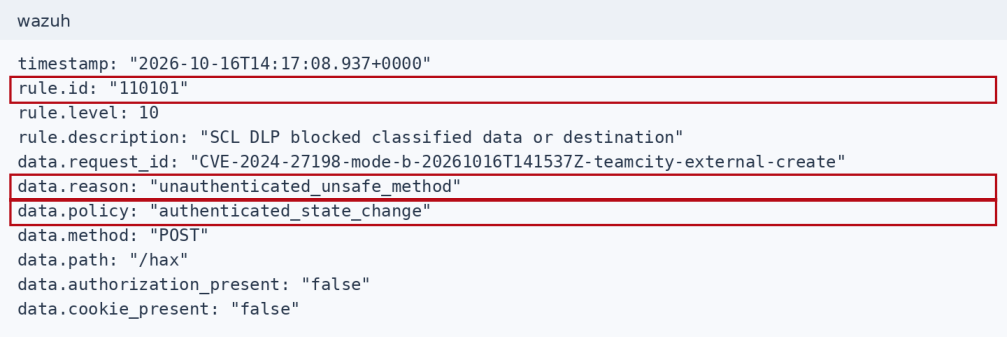 wazuh
timestamp: "2026-10-16T14:17:08.937+0000"
rule.id: "110101"
rule.level: 10
rule.description: "SCL DLP blocked classified data or destination"
data.request_id: "CVE-2024-27198-mode-b-20261016T141537Z-teamcity-external-create"
data.reason: "unauthenticated_unsafe_method"
data.policy: "authenticated_state_change"
data.method: "POST"
data.path: "/hax"
data.authorization_present: "false"
data.cookie_present: "false"